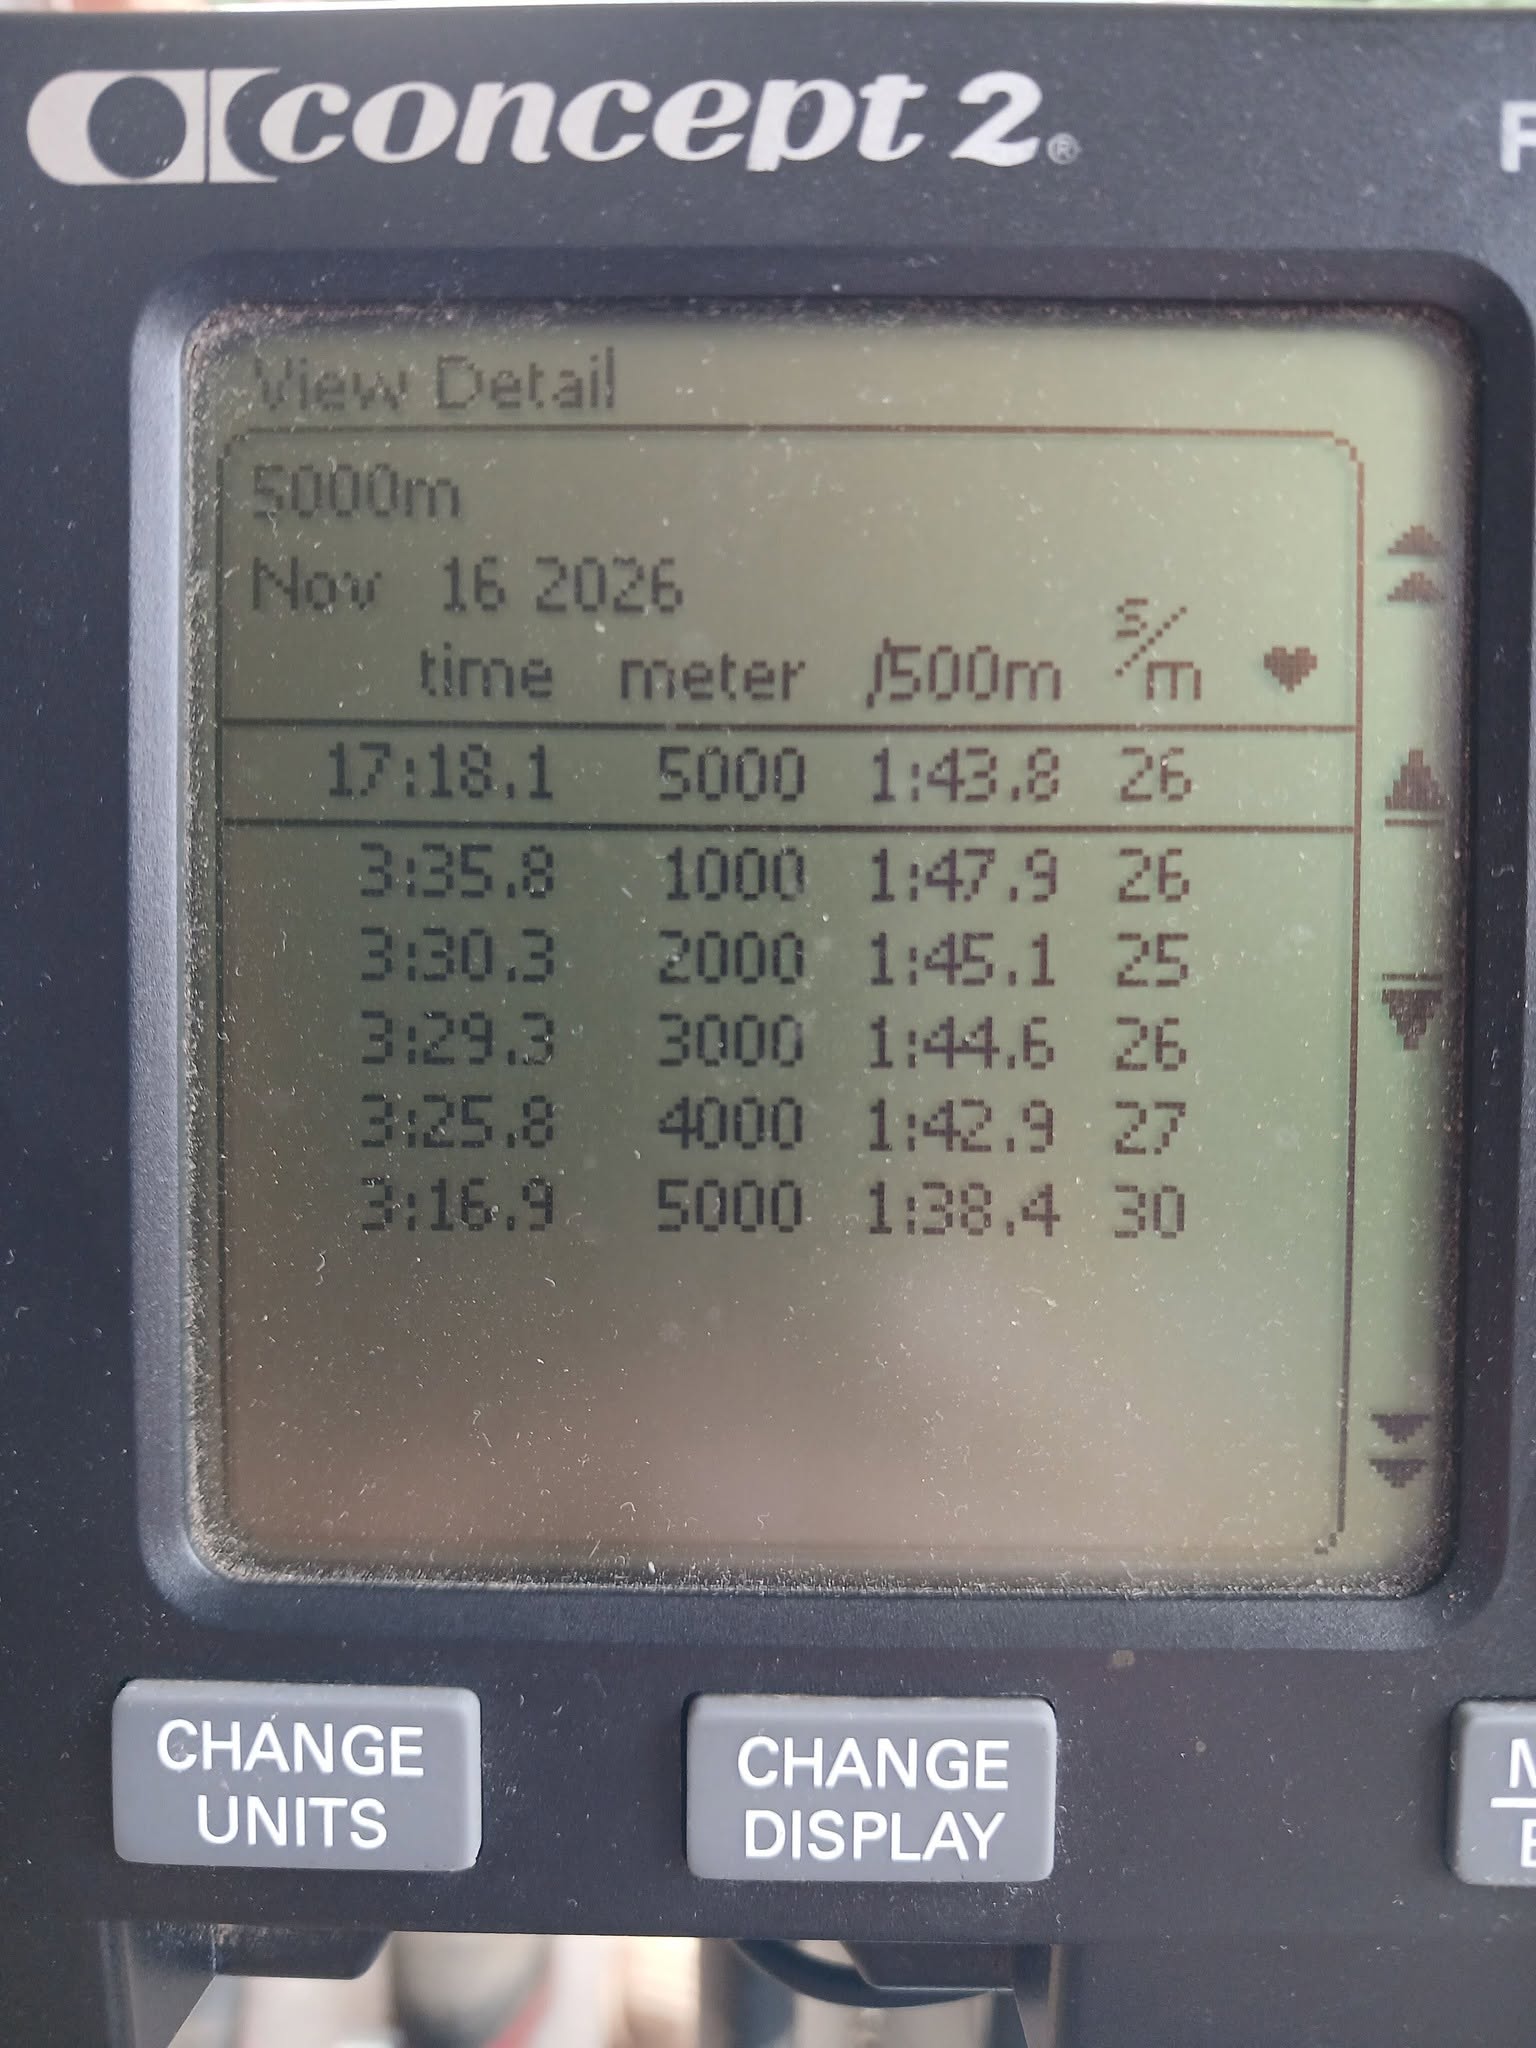 concept 2®
View Detail
5000m
Nov 16 2026
time meter /500m s/m ♥
17:18.1 5000 1:43.8 26
3:35.8 1000 1:47.9 26
3:30.3 2000 1:45.1 25
3:29.3 3000 1:44.6 26
3:25.8 4000 1:42.9 27
3:16.9 5000 1:38.4 30
CHANGE
UNITS
CHANGE
DISPLAY